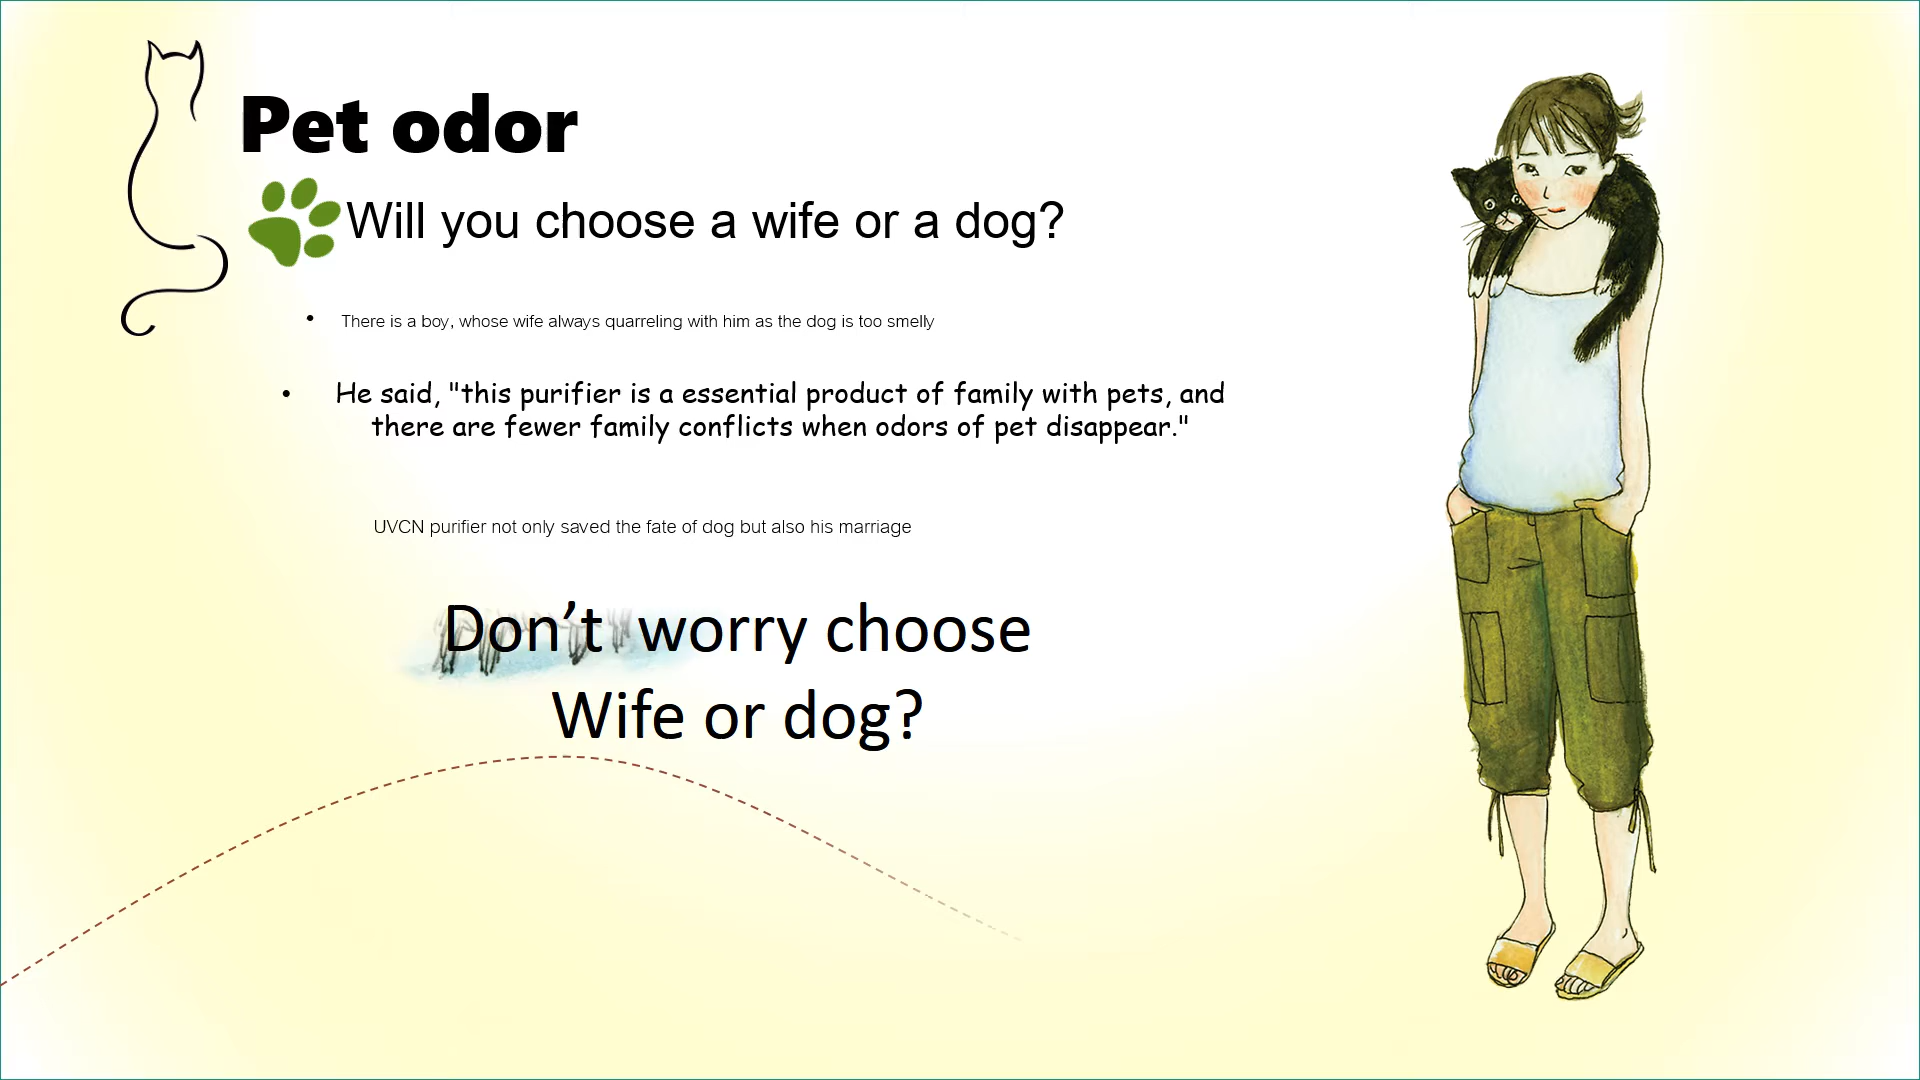 Pet odor
Will you choose a wife or a dog?
• There is a boy, whose wife always quarreling with him as the dog is too smelly
• He said, "this purifier is a essential product of family with pets, and
there are fewer family conflicts when odors of pet disappear."
UVCN purifier not only saved the fate of dog but also his marriage
Don’t  worry choose
Wife or dog?